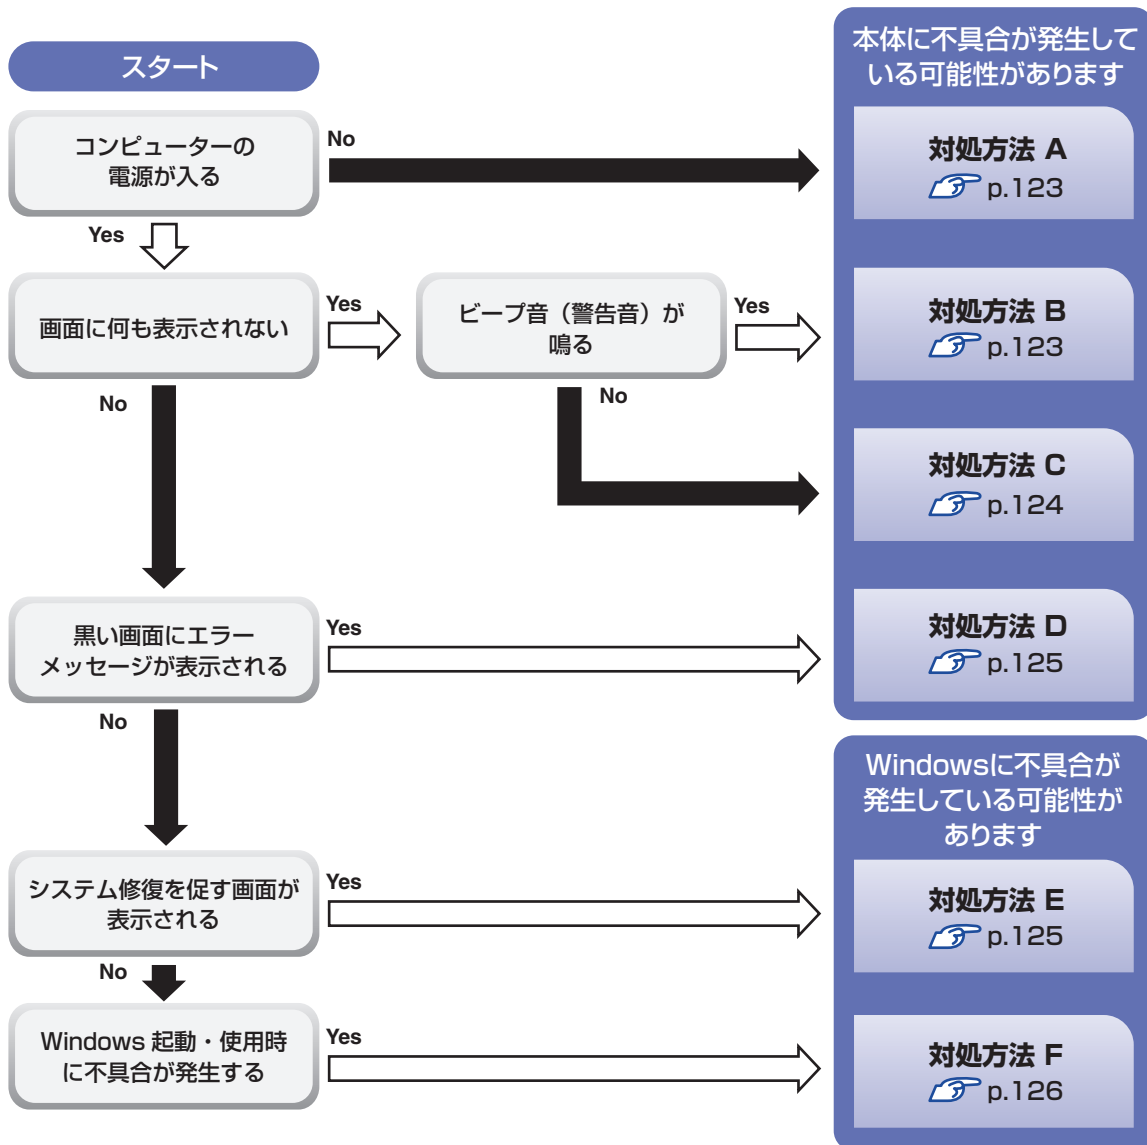 スタート
コンピューターの
電源が入る
No
Yes
画面に何も表示されない
Yes
ビープ音（警告音）が
鳴る
Yes
No
No
黒い画面にエラー
メッセージが表示される
Yes
No
システム修復を促す画面が
表示される
Yes
No
Windows 起動・使用時
に不具合が発生する
Yes
本体に不具合が発生して
いる可能性があります
対処方法 A
p.123
対処方法 B
p.123
対処方法 C
p.124
対処方法 D
p.125
Windowsに不具合が
発生している可能性が
あります
対処方法 E
p.125
対処方法 F
p.126